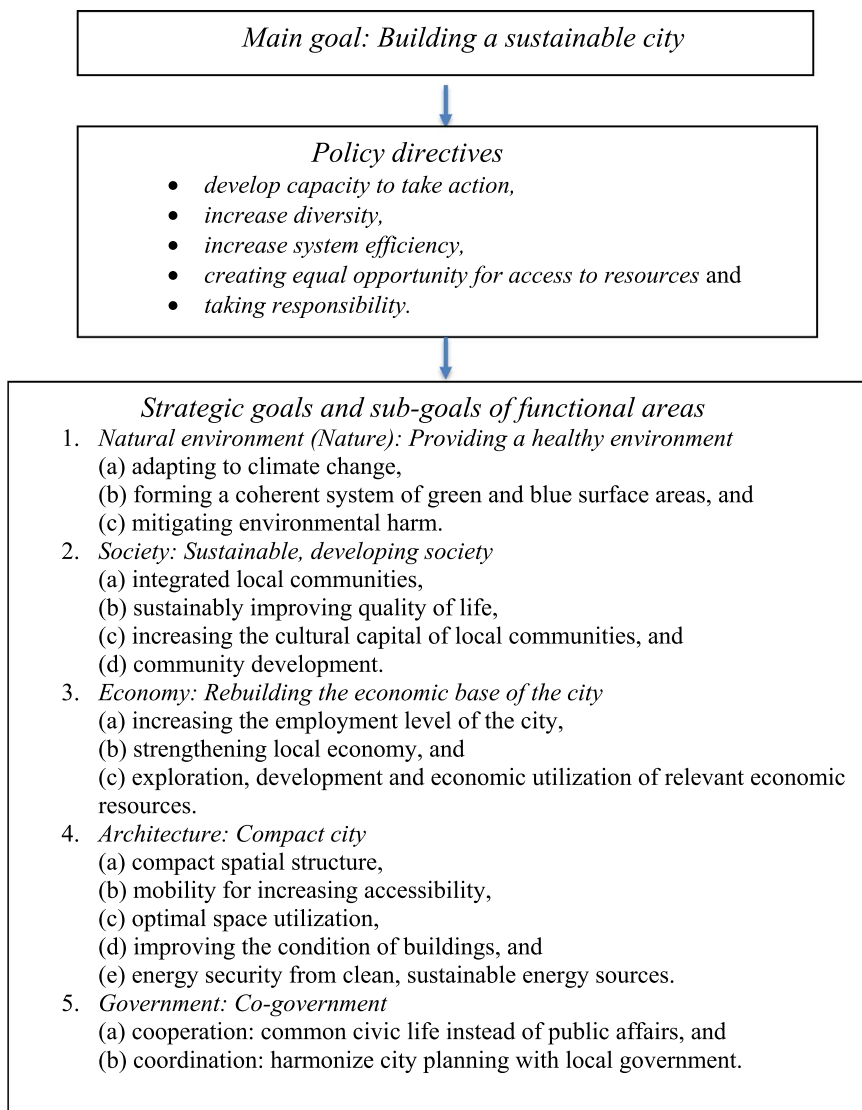 Main goal: Building a sustainable city
Policy directives
• develop capacity to take action,
• increase diversity,
• increase system efficiency,
• creating equal opportunity for access to resources and
• taking responsibility.
Strategic goals and sub-goals of functional areas
1. Natural environment (Nature): Providing a healthy environment
(a) adapting to climate change,
(b) forming a coherent system of green and blue surface areas, and
(c) mitigating environmental harm.
2. Society: Sustainable, developing society
(a) integrated local communities,
(b) sustainably improving quality of life,
(c) increasing the cultural capital of local communities, and
(d) community development.
3. Economy: Rebuilding the economic base of the city
(a) increasing the employment level of the city,
(b) strengthening local economy, and
(c) exploration, development and economic utilization of relevant economic
resources.
4. Architecture: Compact city
(a) compact spatial structure,
(b) mobility for increasing accessibility,
(c) optimal space utilization,
(d) improving the condition of buildings, and
(e) energy security from clean, sustainable energy sources.
5. Government: Co-government
(a) cooperation: common civic life instead of public affairs, and
(b) coordination: harmonize city planning with local government.